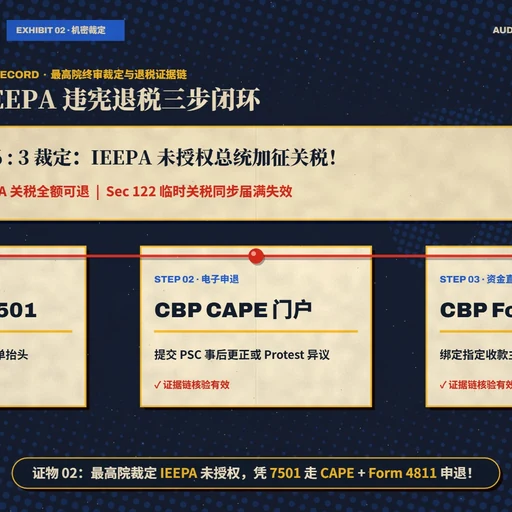 EXHIBIT 02 · 机密裁定
AUD
ECORD · 最高院终审裁定与退税证据链
EEPA 违宪退税三步闭环
6 : 3 裁定：IEEPA 未授权总统加征关税！
A 关税全额可退 | Sec 122 临时关税同步届满失效
501
单抬头
STEP 02 · 电子申退
CBP CAPE 门户
提交 PSC 事后更正或 Protest 异议
✓ 证据链核验有效
STEP 03 · 资金直
CBP Fo
绑定指定收款
✓ 证据链核验有效
证物 02：最高院裁定 IEEPA 未授权，凭 7501 走 CAPE + Form 4811 申退！